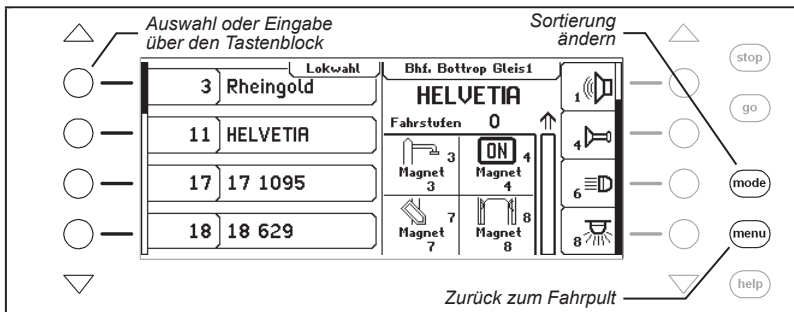 Auswahl oder Eingabe
über den Tastenblock
Sortierung
ändern
Lokwahl
3 Rheingold
11 HELVETIA
17 17 1095
18 18 629
Bhf. Bottrop Gleis1
HELVETIA
Fahrstufen 0
3
Magnet
3
ON 4
Magnet
4
7
Magnet
7
8
Magnet
8
1
4
6
8
stop
go
mode
menu
help
Zurück zum Fahrpult